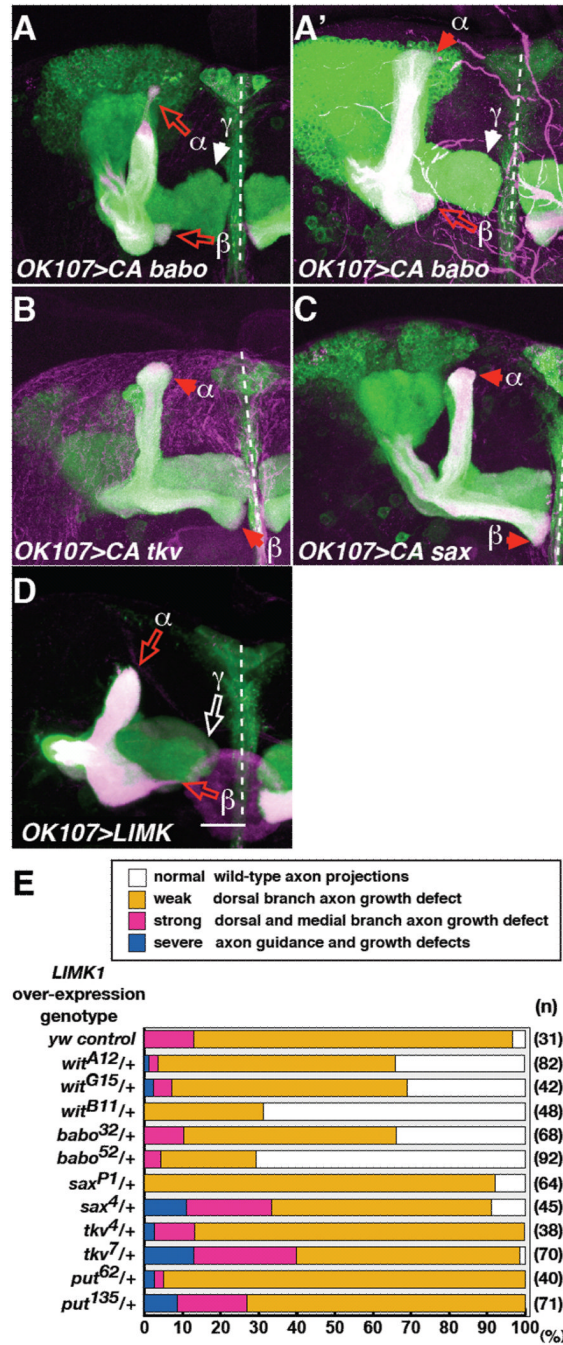 A
α
γ
β
OK107>CA babo
A'
α
γ
β
OK107>CA babo
B
α
β
OK107>CA tkv
C
α
β
OK107>CA sax
D
α
γ
β
OK107>LIMK
E
normal wild-type axon projections
weak dorsal branch axon growth defect
strong dorsal and medial branch axon growth defect
severe axon guidance and growth defects
LIMK1
over-expression
genotype
(n)
yw control (31)
witA12/+ (82)
witG15/+ (42)
witB11/+ (48)
babo32/+ (68)
babo52/+ (92)
saxP1/+ (64)
sax4/+ (45)
tkv4/+ (38)
tkv7/+ (70)
put62/+ (40)
put135/+ (71)
0 10 20 30 40 50 60 70 80 90 100 (%)